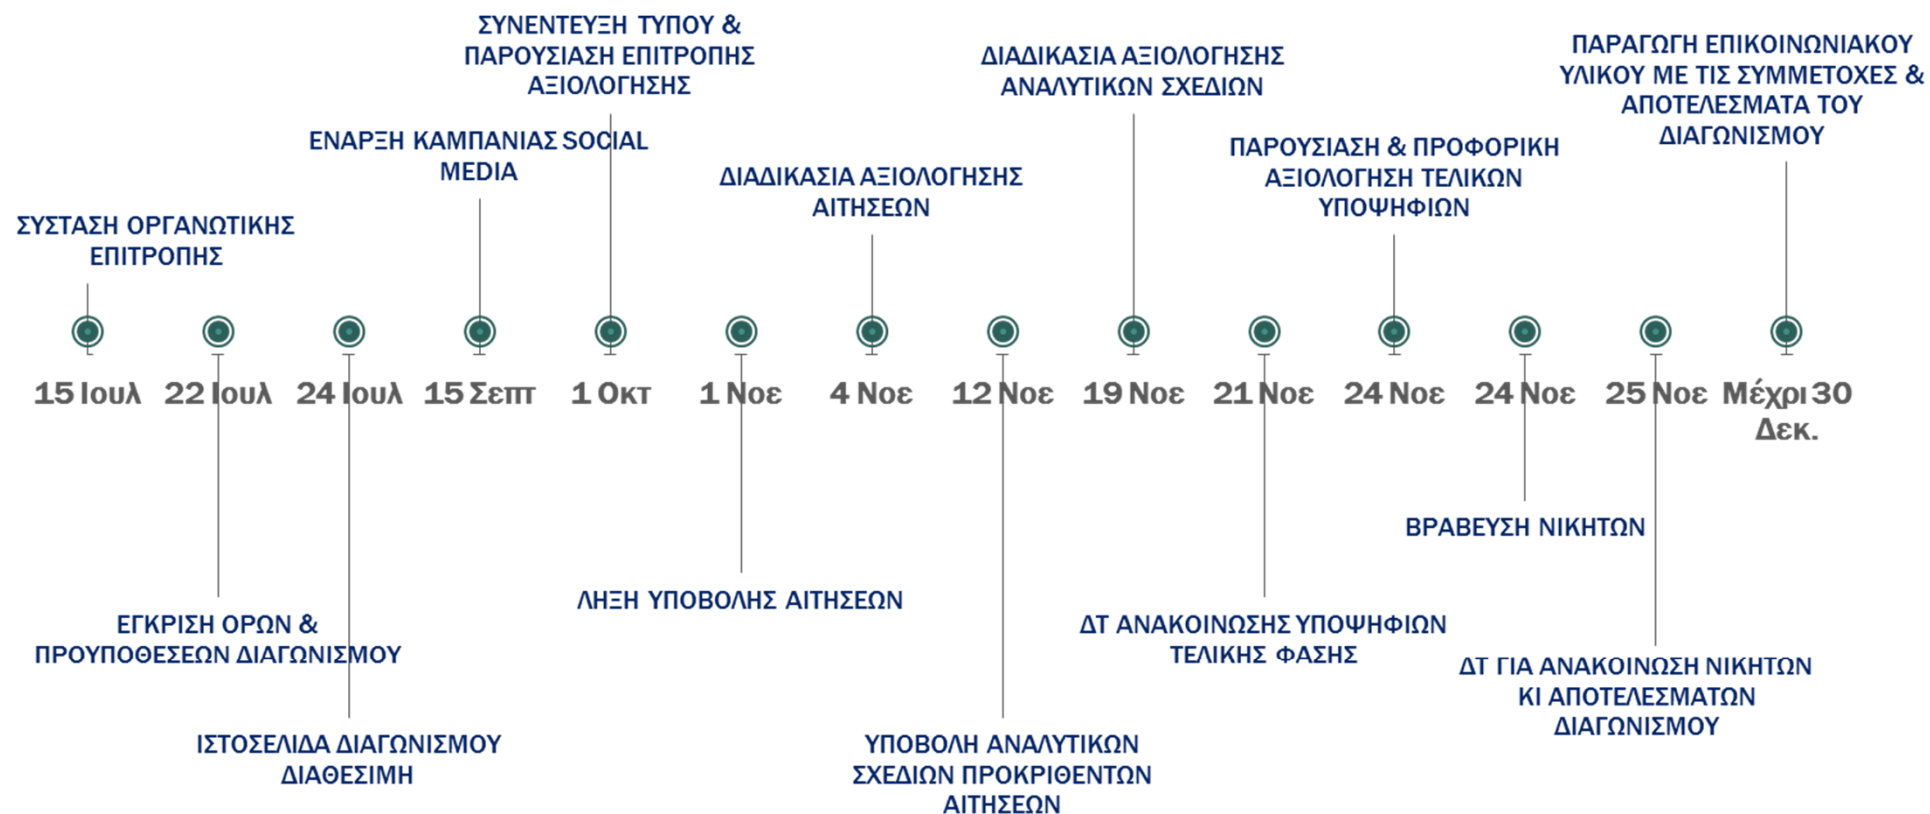 ΣΥΝΕΝΤΕΥΞΗ ΤΥΠΟΥ &
ΠΑΡΟΥΣΙΑΣΗ ΕΠΙΤΡΟΠΗΣ
ΑΞΙΟΛΟΓΗΣΗΣ
ΔΙΑΔΙΚΑΣΙΑ ΑΞΙΟΛΟΓΗΣΗΣ
ΑΝΑΛΥΤΙΚΩΝ ΣΧΕΔΙΩΝ
ΠΑΡΑΓΩΓΗ ΕΠΙΚΟΙΝΩΝΙΑΚΟΥ
ΥΛΙΚΟΥ ΜΕ ΤΙΣ ΣΥΜΜΕΤΟΧΕΣ &
ΑΠΟΤΕΛΕΣΜΑΤΑ ΤΟΥ
ΔΙΑΓΩΝΙΣΜΟΥ
ΕΝΑΡΞΗ ΚΑΜΠΑΝΙΑΣ SOCIAL
MEDIA
ΔΙΑΔΙΚΑΣΙΑ ΑΞΙΟΛΟΓΗΣΗΣ
ΑΙΤΗΣΕΩΝ
ΠΑΡΟΥΣΙΑΣΗ & ΠΡΟΦΟΡΙΚΗ
ΑΞΙΟΛΟΓΗΣΗ ΤΕΛΙΚΩΝ
ΥΠΟΨΗΦΙΩΝ
ΣΥΣΤΑΣΗ ΟΡΓΑΝΩΤΙΚΗΣ
ΕΠΙΤΡΟΠΗΣ
15 Ιουλ 22 Ιουλ 24 Ιουλ 15 Σεπτ 1 Οκτ 1 Νοε 4 Νοε 12 Νοε 19 Νοε 21 Νοε 24 Νοε 24 Νοε 25 Νοε Μέχρι 30
Δεκ.
ΒΡΑΒΕΥΣΗ ΝΙΚΗΤΩΝ
ΛΗΞΗ ΥΠΟΒΟΛΗΣ ΑΙΤΗΣΕΩΝ
ΕΓΚΡΙΣΗ ΟΡΩΝ &
ΠΡΟΥΠΟΘΕΣΕΩΝ ΔΙΑΓΩΝΙΣΜΟΥ
ΔΤ ΑΝΑΚΟΙΝΩΣΗΣ ΥΠΟΨΗΦΙΩΝ
ΤΕΛΙΚΗΣ ΦΑΣΗΣ
ΔΤ ΓΙΑ ΑΝΑΚΟΙΝΩΣΗ ΝΙΚΗΤΩΝ
ΚΙ ΑΠΟΤΕΛΕΣΜΑΤΩΝ
ΔΙΑΓΩΝΙΣΜΟΥ
ΙΣΤΟΣΕΛΙΔΑ ΔΙΑΓΩΝΙΣΜΟΥ
ΔΙΑΘΕΣΙΜΗ
ΥΠΟΒΟΛΗ ΑΝΑΛΥΤΙΚΩΝ
ΣΧΕΔΙΩΝ ΠΡΟΚΡΙΘΕΝΤΩΝ
ΑΙΤΗΣΕΩΝ